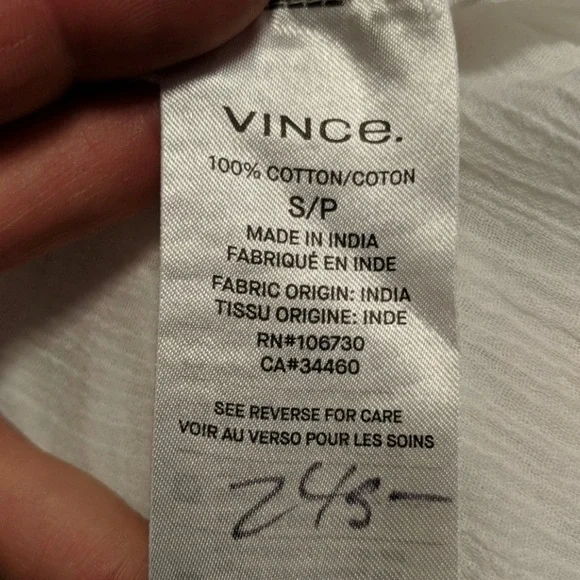 VINCE.
100% COTTON/COTON
S/P
MADE IN INDIA
FABRIQUÉ EN INDE
FABRIC ORIGIN: INDIA
TISSU ORIGINE: INDE
RN#106730
CA#34460
SEE REVERSE FOR CARE
VOIR AU VERSO POUR LES SOINS